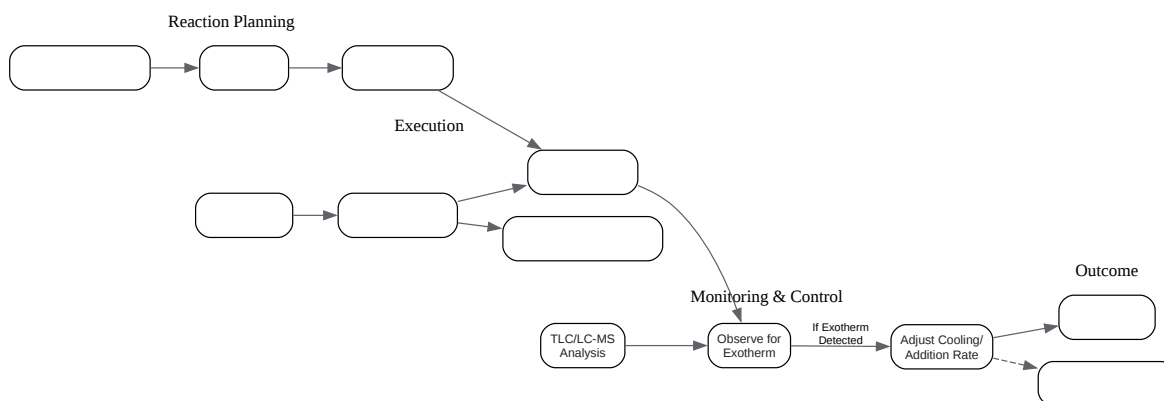 Reaction Planning
Execution
Outcome
Monitoring & Control
TLC/LC-MS
Analysis
Observe for
Exotherm
If Exotherm
Detected
Adjust Cooling/
Addition Rate